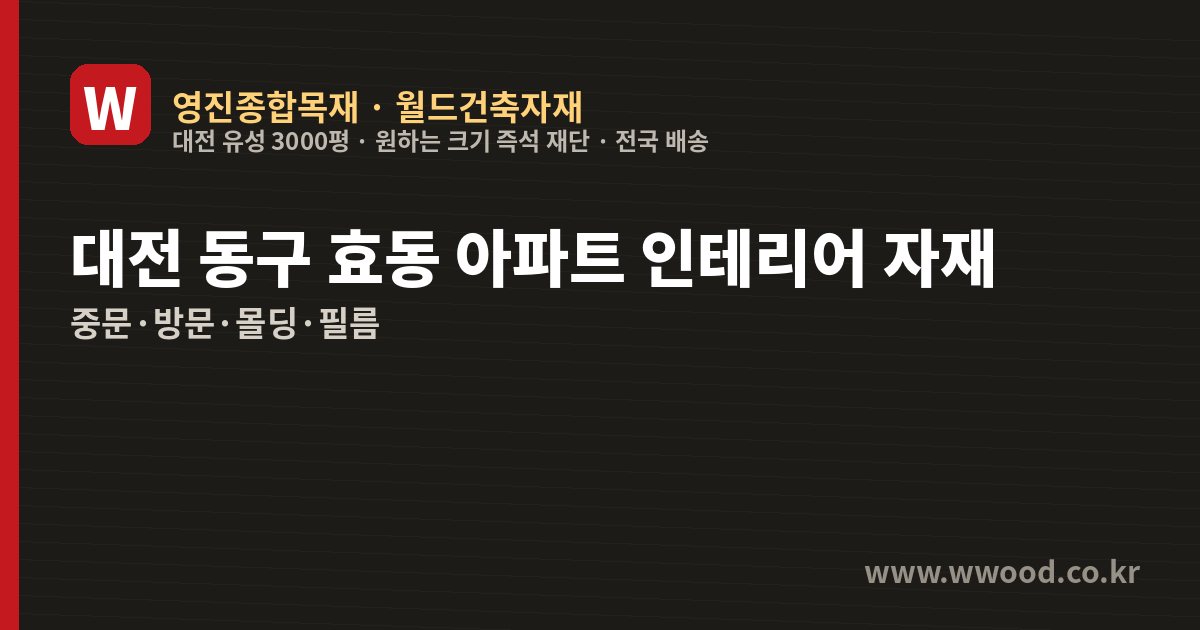 W
영진종합목재 · 월드건축자재
대전 유성 3000평 · 원하는 크기 즉석 재단 · 전국 배송
대전 동구 효동 아파트 인테리어 자재
중문·방문·몰딩·필름
www.wwood.co.kr